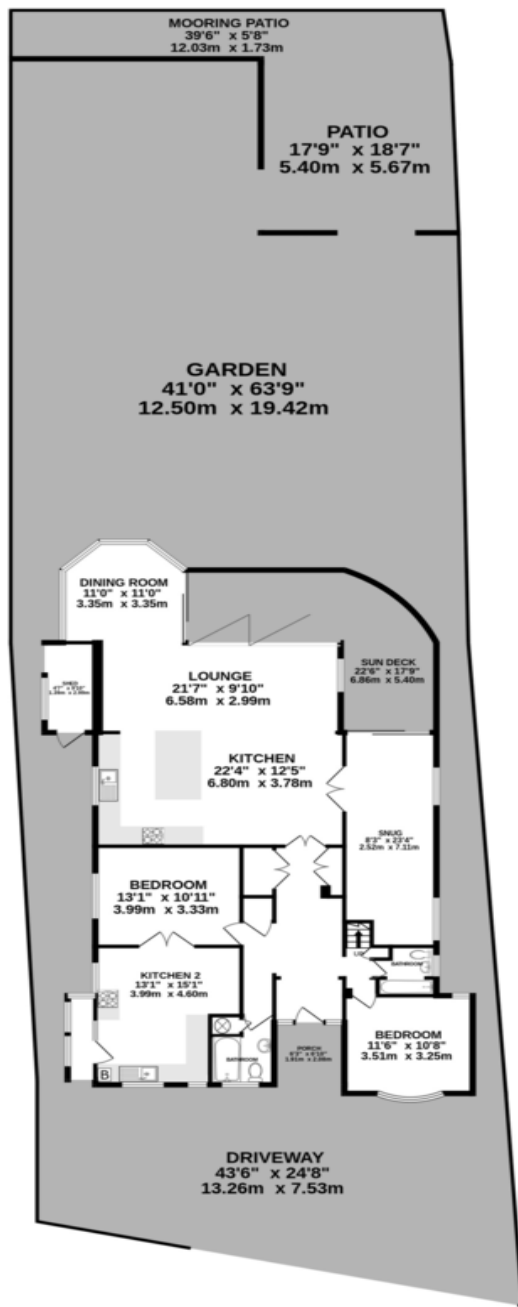 MOORING PATIO
39'6" x 5'8"
12.03m x 1.73m
PATIO
17'9" x 18'7"
5.40m x 5.67m
GARDEN
41'0" x 63'9"
12.50m x 19.42m
DINING ROOM
11'0" x 11'0"
3.35m x 3.35m
SHED
LOUNGE
21'7" x 9'10"
6.58m x 2.99m
SUN DECK
22'6" x 17'9"
6.86m x 5.40m
KITCHEN
22'4" x 12'5"
6.80m x 3.78m
SNUG
8'3" x 23'4"
2.52m x 7.11m
BEDROOM
13'1" x 10'11"
3.99m x 3.33m
KITCHEN 2
13'1" x 15'1"
3.99m x 4.60m
UP
BATHROOM
BEDROOM
11'6" x 10'8"
3.51m x 3.25m
PORCH
BATHROOM
B
DRIVEWAY
43'6" x 24'8"
13.26m x 7.53m